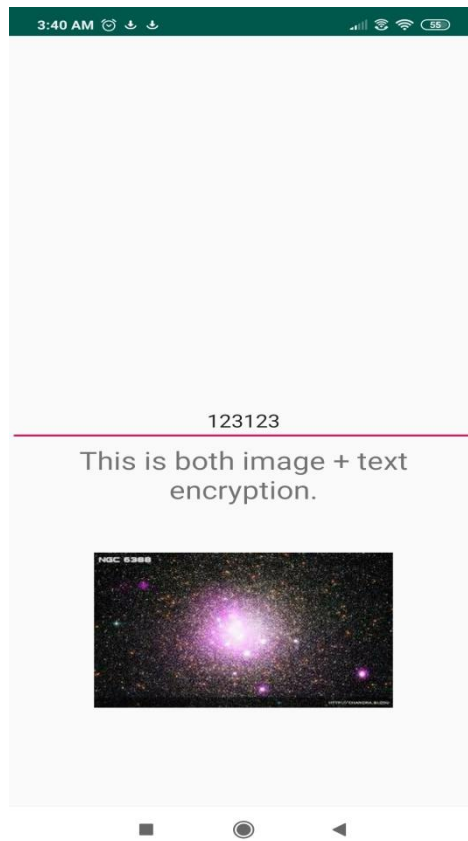 3:40 AM
55
123123
This is both image + text
encryption.
NGC 6388